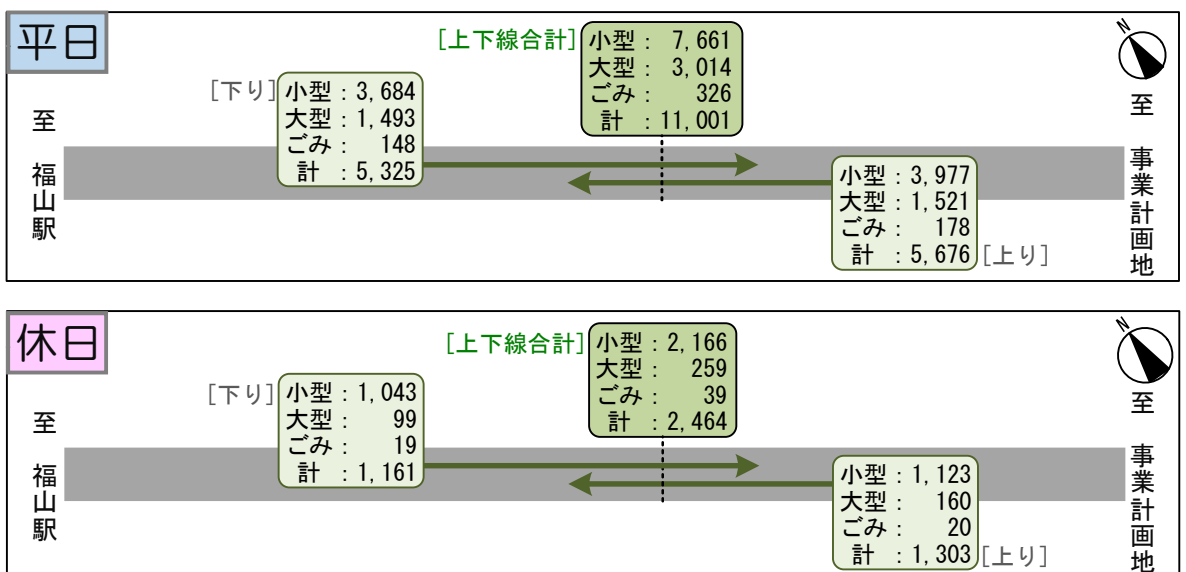 平日
[上下線合計]
小型： 7,661
大型： 3,014
ごみ： 326
計 ：11,001
N
至 事業計画地
[下り]
小型：3,684
大型：1,493
ごみ： 148
計 ：5,325
至 福山駅
小型：3,977
大型：1,521
ごみ： 178
計 ：5,676
[上り]
休日
[上下線合計]
小型：2,166
大型： 259
ごみ： 39
計 ：2,464
N
至 事業計画地
[下り]
小型：1,043
大型： 99
ごみ： 19
計 ：1,161
至 福山駅
小型：1,123
大型： 160
ごみ： 20
計 ：1,303
[上り]